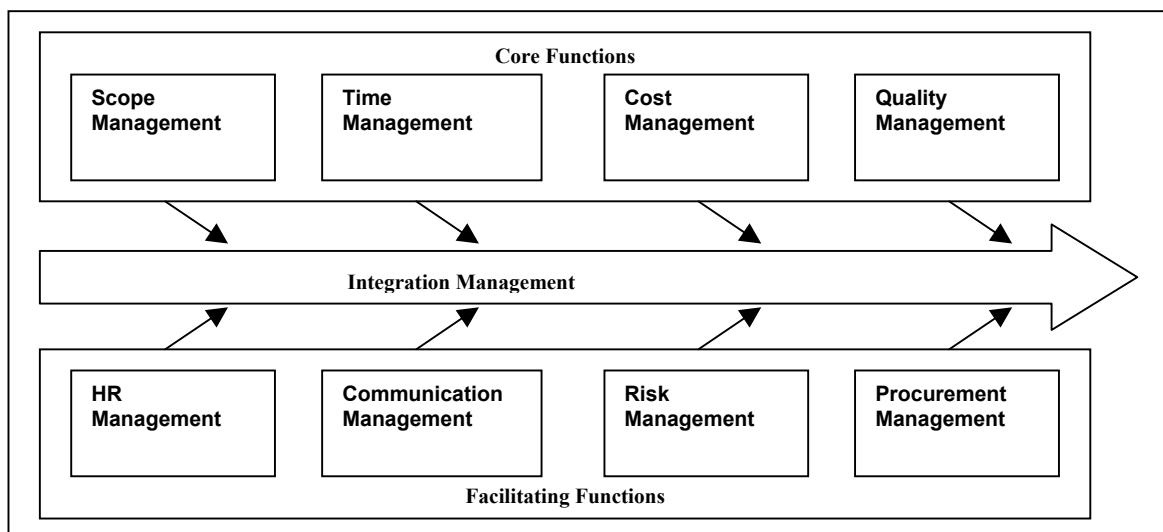 Core Functions
Scope
Management
Time
Management
Cost
Management
Quality
Management
Integration Management
HR
Management
Communication
Management
Risk
Management
Procurement
Management
Facilitating Functions